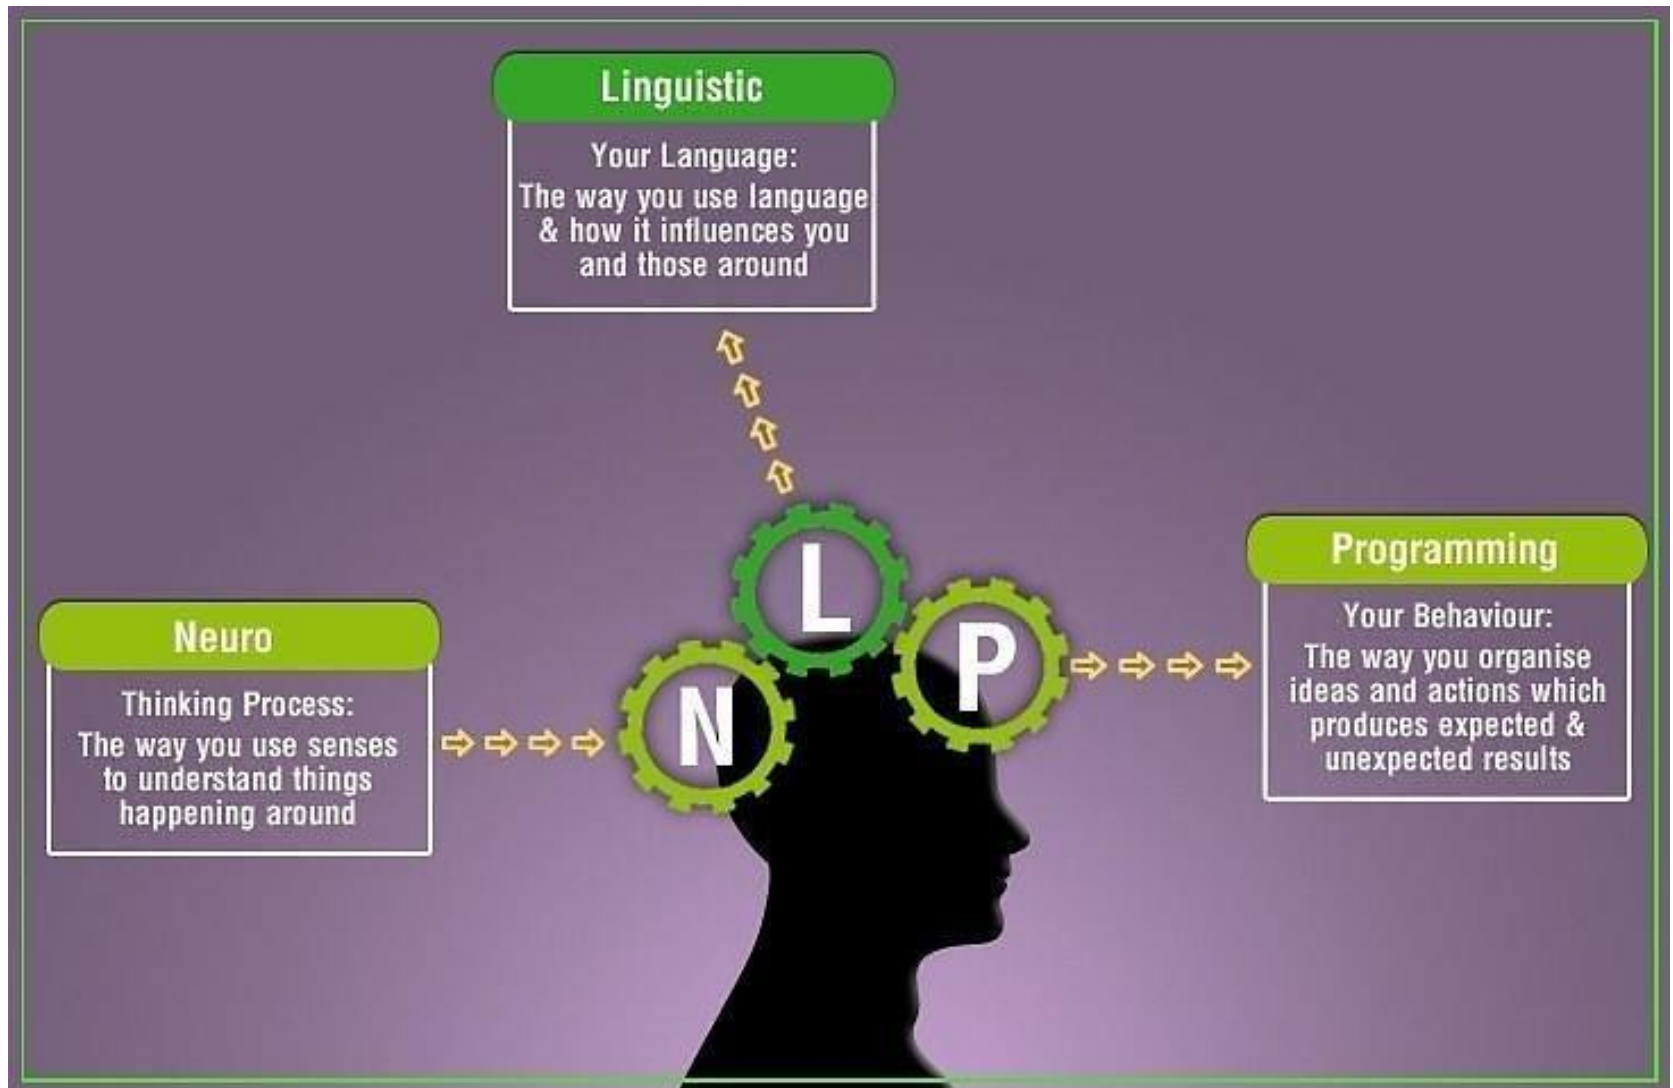 Linguistic
Your Language:
The way you use language
& how it influences you
and those around
L
P
N
Programming
Your Behaviour:
The way you organise
ideas and actions which
produces expected &
unexpected results
Neuro
Thinking Process:
The way you use senses
to understand things
happening around